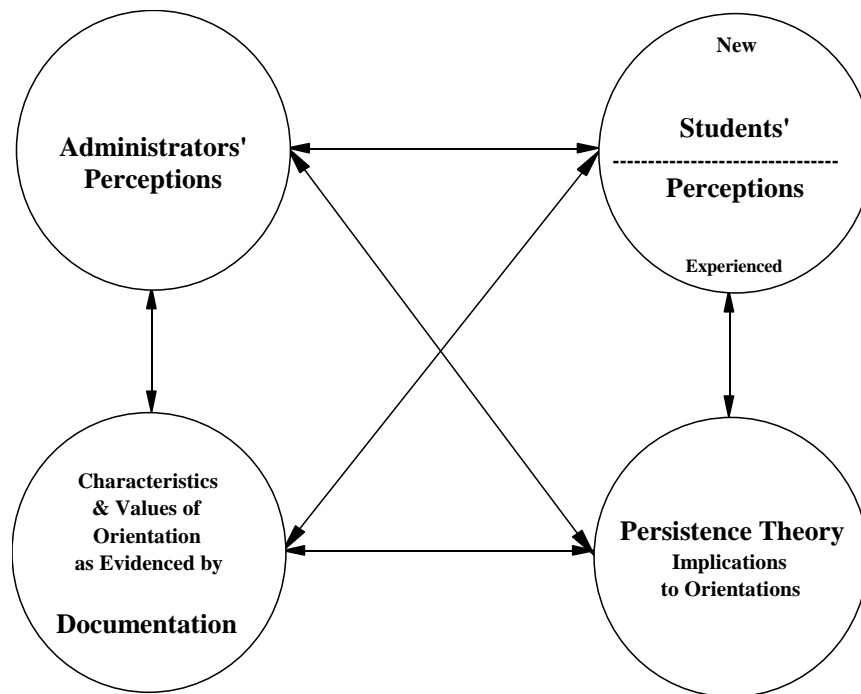 Administrators'
Perceptions
New
Students'
Perceptions
Experienced
Characteristics
& Values of
Orientation
as Evidenced by
Documentation
Persistence Theory
Implications
to Orientations